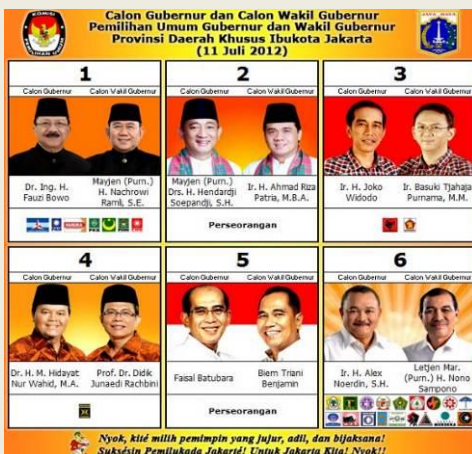 Calon Gubernur dan Calon Wakil Gubernur
Pemilihan Umum Gubernur dan Wakil Gubernur
Provinsi Daerah Khusus Ibukota Jakarta
(11 Juli 2012)
1
Calon Gubernur Calon Wakil Gubernur
Dr. Ing. H.
Fauzi Bowo
Mayjen (Purn.)
H. Nachrowi
Ramli, S.E.
2
Calon Gubernur Calon Wakil Gubernur
Mayjen (Purn.)
Drs. H. Hendardji
Soepandji, S.H.
Ir. H. Ahmad Riza
Patria, M.B.A.
Perseorangan
3
Calon Gubernur Calon Wakil Gubernur
Ir. H. Joko
Widodo
Ir. Basuki Tjahaja
Purnama, M.M.
4
Calon Gubernur Calon Wakil Gubernur
Dr. H. M. Hidayat
Nur Wahid, M.A.
Prof. Dr. Didik
Junaedi Rachbini
5
Calon Gubernur Calon Wakil Gubernur
Faisal Batubara
Biem Triani
Benjamin
Perseorangan
6
Calon Gubernur Calon Wakil Gubernur
Ir. H. Alex
Noerdin, S.H.
Letjen Mar.
(Purn.) H. Nono
Sampono
Nyok, kité milih pemimpin yang jujur, adil, dan bijaksana!
Suksésin Pemilukada Jakarté! Untuk Jakarta Kita! Nyok!!